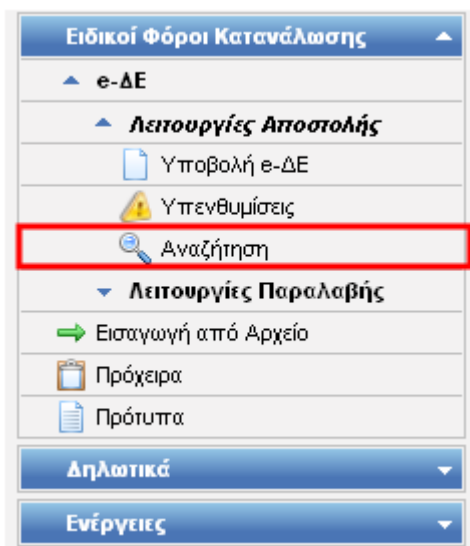 Ειδικοί Φόροι Κατανάλωσης
e-ΔΕ
Λειτουργίες Αποστολής
Υποβολή e-ΔΕ
Υπενθυμίσεις
Αναζήτηση
Λειτουργίες Παραλαβής
Εισαγωγή από Αρχείο
Πρόχειρα
Πρότυπα
Δηλωτικά
Ενέργειες